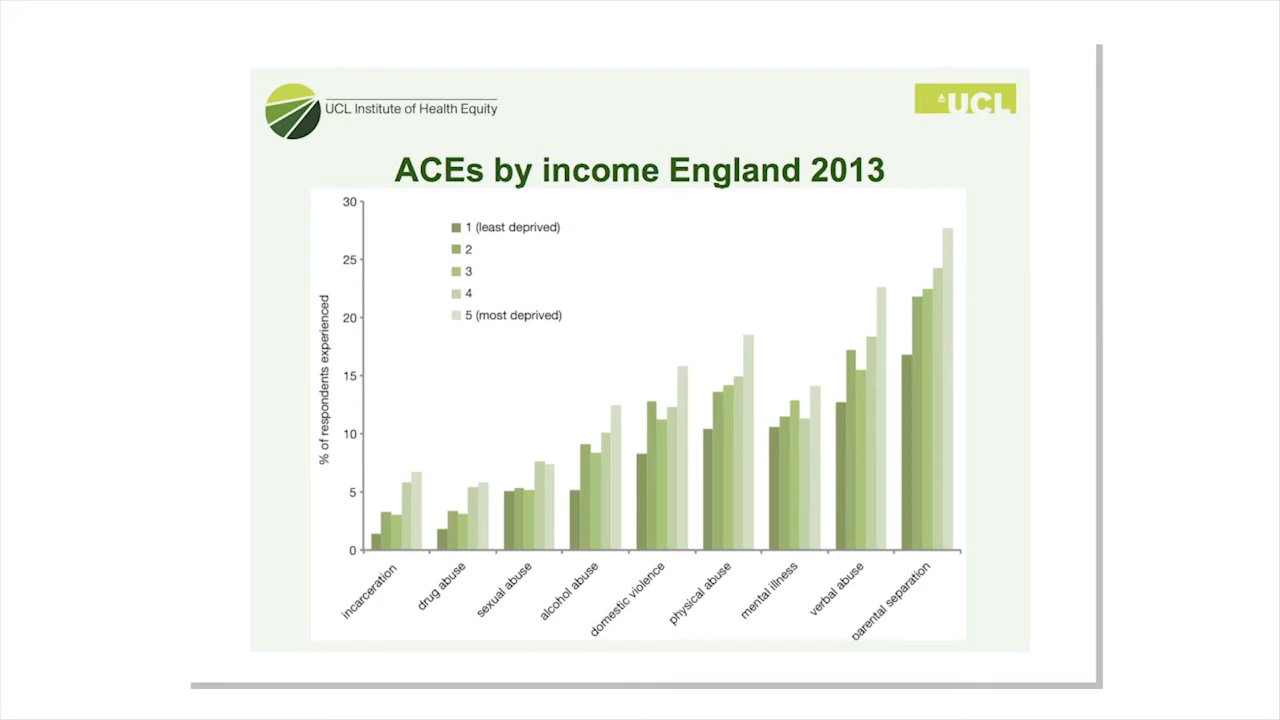 UCL Institute of Health Equity
UCL
ACEs by income England 2013
30
25
20
15
10
5
0
% of respondents experienced
1 (least deprived)
2
3
4
5 (most deprived)
incarceration
drug abuse
sexual abuse
alcohol abuse
domestic violence
physical abuse
mental illness
verbal abuse
parental separation